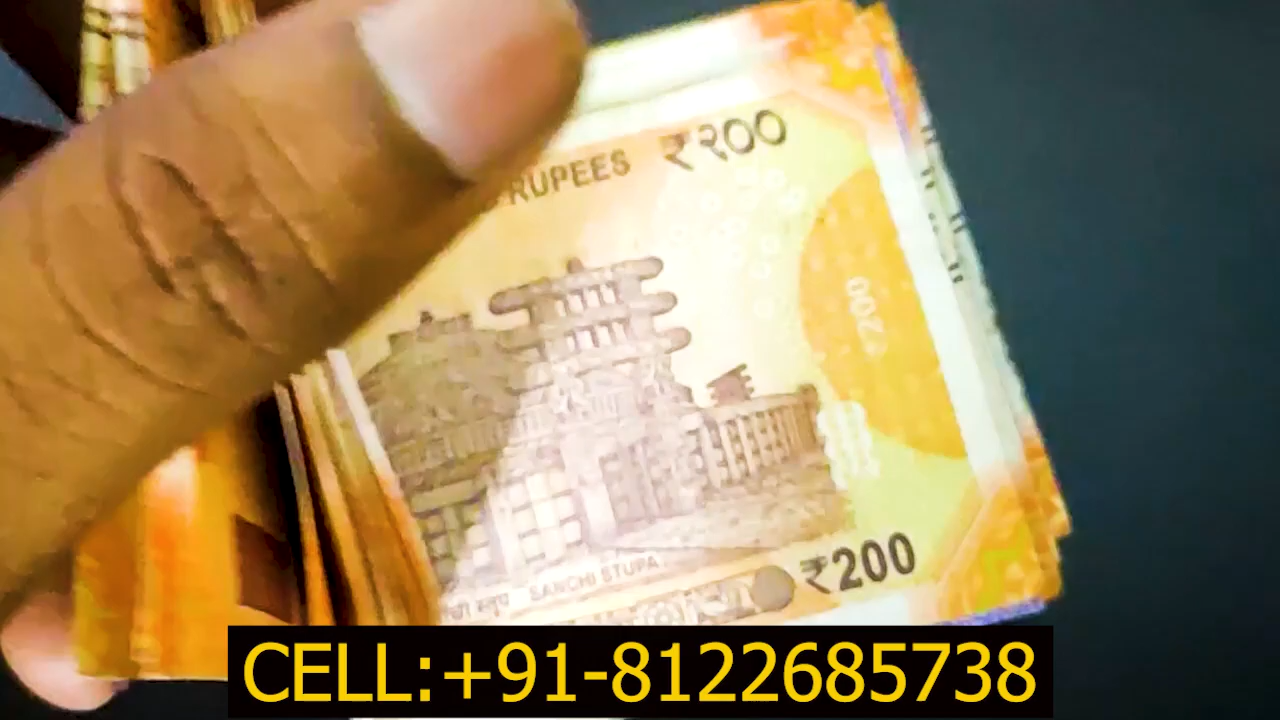 RUPEES ₹२००
200
SANCHI STUPA
₹200
CELL:+91-8122685738